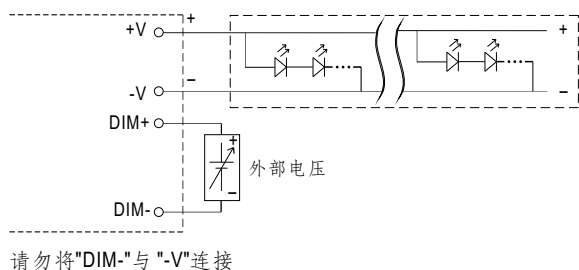 +V
+
-V
−
+
−
DIM+
+
−
外部电压
DIM-
请勿将"DIM-"与 "-V"连接